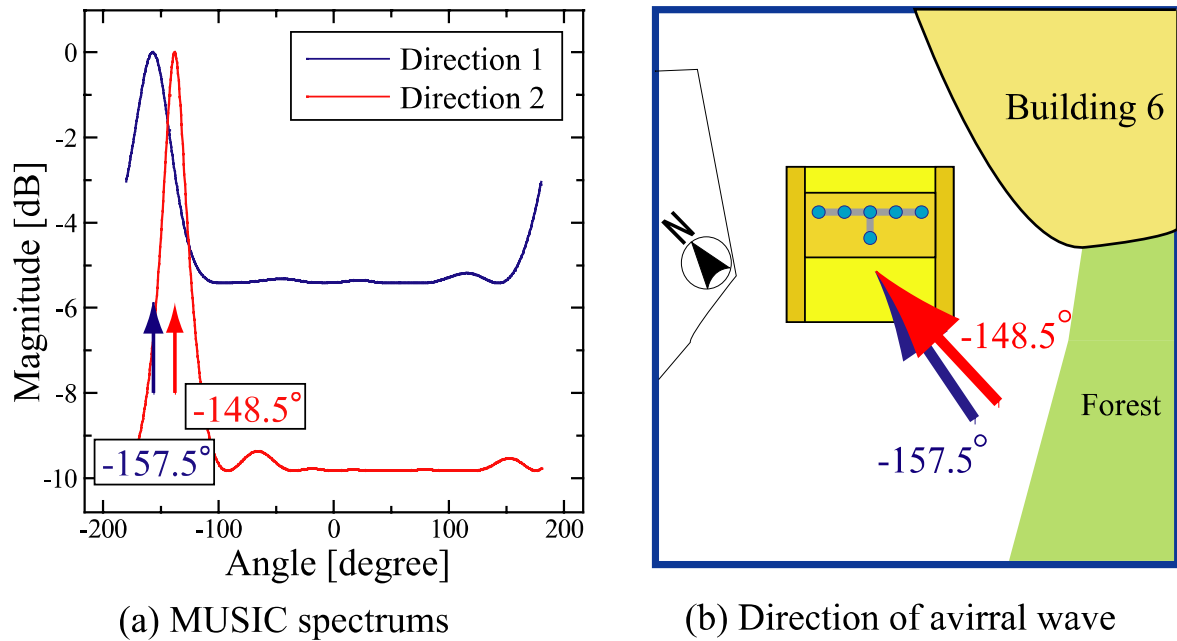 Direction 1
Direction 2
0
-2
-4
-6
-8
-10
Magnitude [dB]
-148.5°
-157.5°
-200
-100
0
100
200
Angle [degree]
(a) MUSIC spectrums
Building 6
N
-148.5°
Forest
-157.5°
(b) Direction of avirral wave